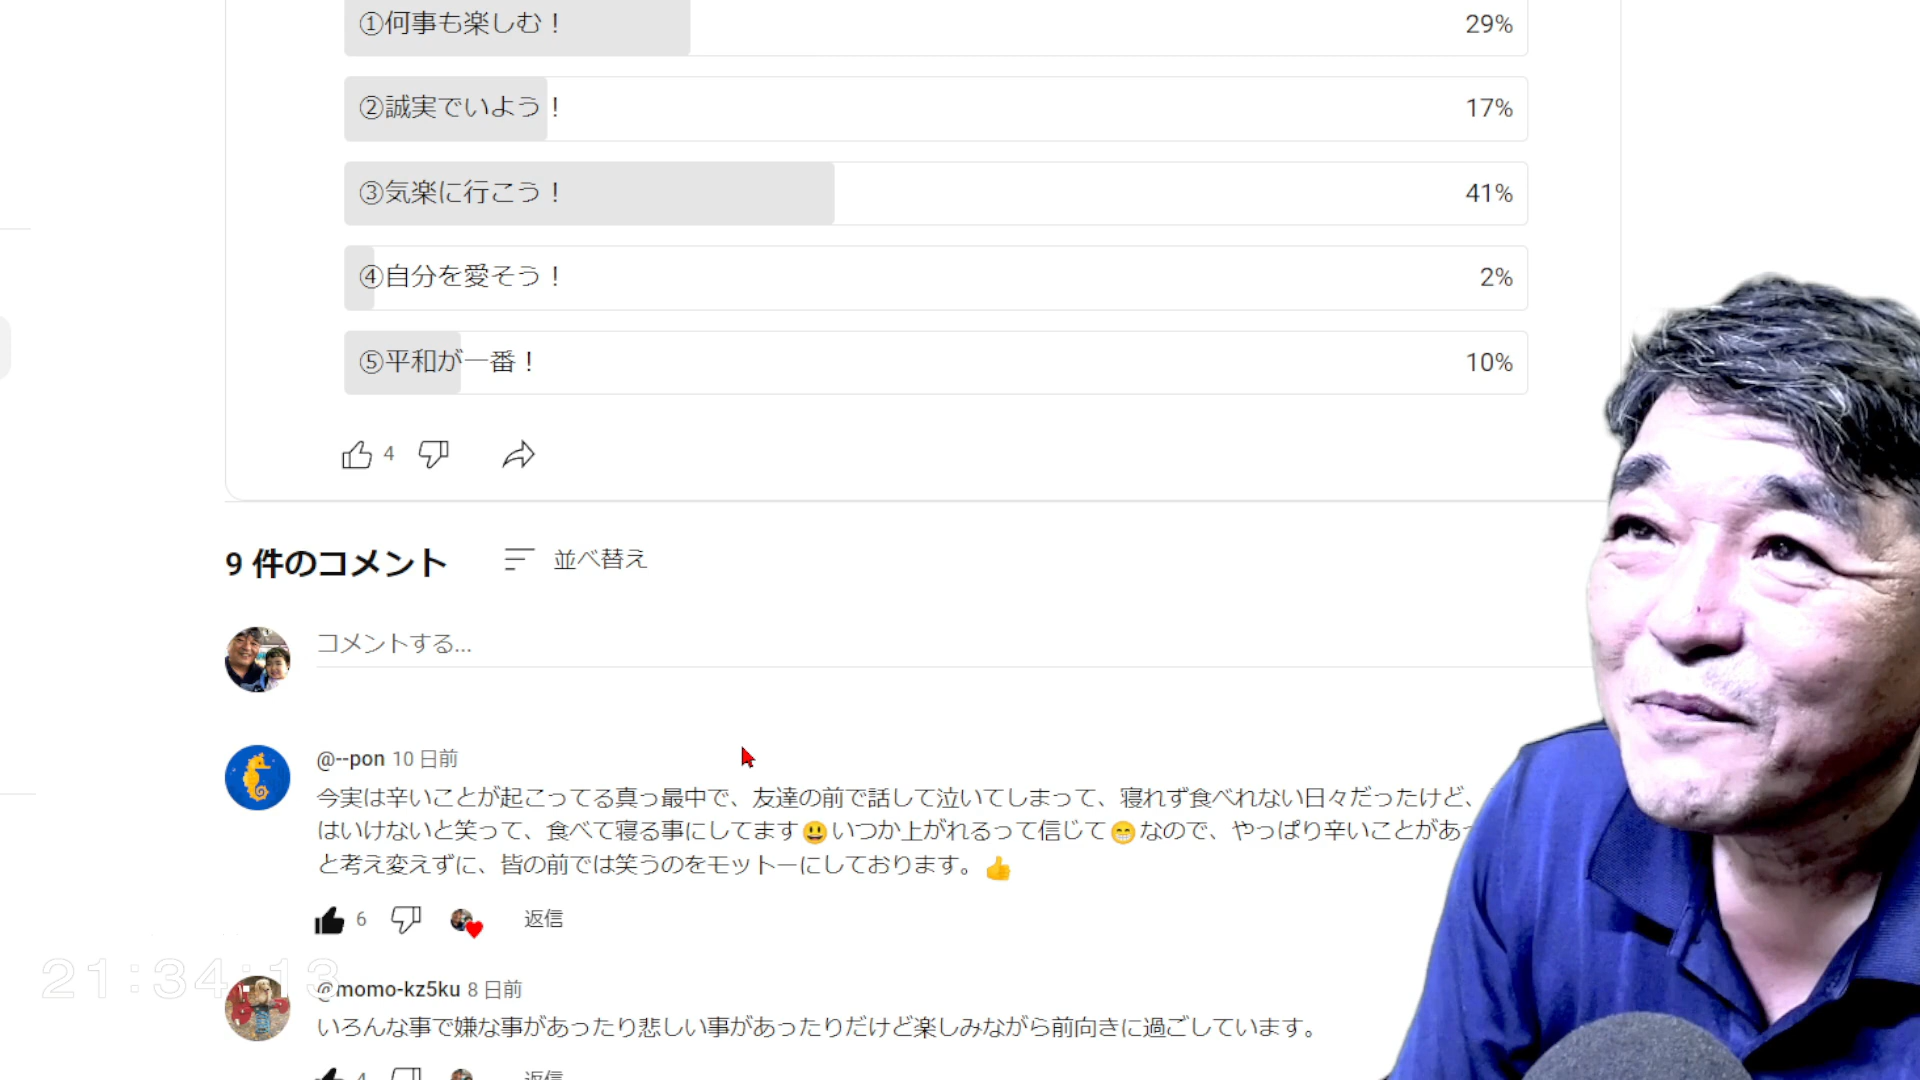 ①何事も楽しむ！ 29%
②誠実でいよう！ 17%
③気楽に行こう！ 41%
④自分を愛そう！ 2%
⑤平和が一番！ 10%
4
9 件のコメント 並べ替え
コメントする...
@--pon 10 日前
今実は辛いことが起こってる真っ最中で、友達の前で話して泣いてしまって、寝れず食べれない日々だったけど、
はいけないと笑って、食べて寝る事にしてます😃いつか上がれるって信じて😁なので、やっぱり辛いことがあっ
と考え変えずに、皆の前では笑うのをモットーにしております。👍
6 返信
21:34:13
@momo-kz5ku 8 日前
いろんな事で嫌な事があったり悲しい事があったりだけど楽しみながら前向きに過ごしています。
4 返信